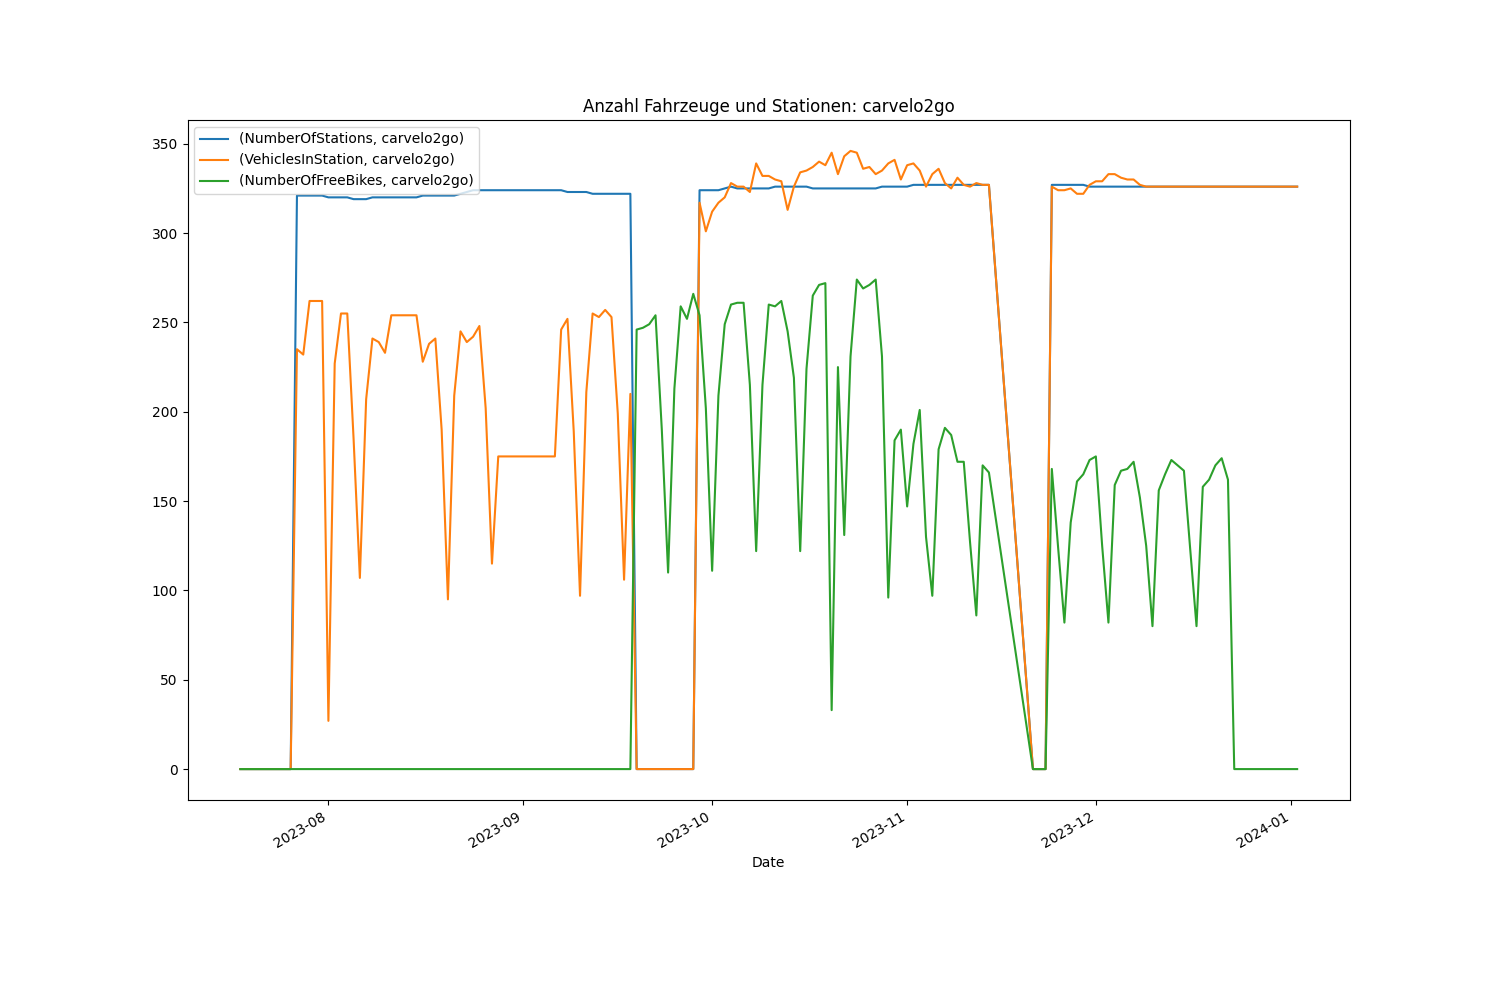 Anzahl Fahrzeuge und Stationen: carvelo2go
(NumberOfStations, carvelo2go)
(VehiclesInStation, carvelo2go)
(NumberOfFreeBikes, carvelo2go)
350
300
250
200
150
100
50
0
2023-08
2023-09
2023-10
2023-11
2023-12
2024-01
Date